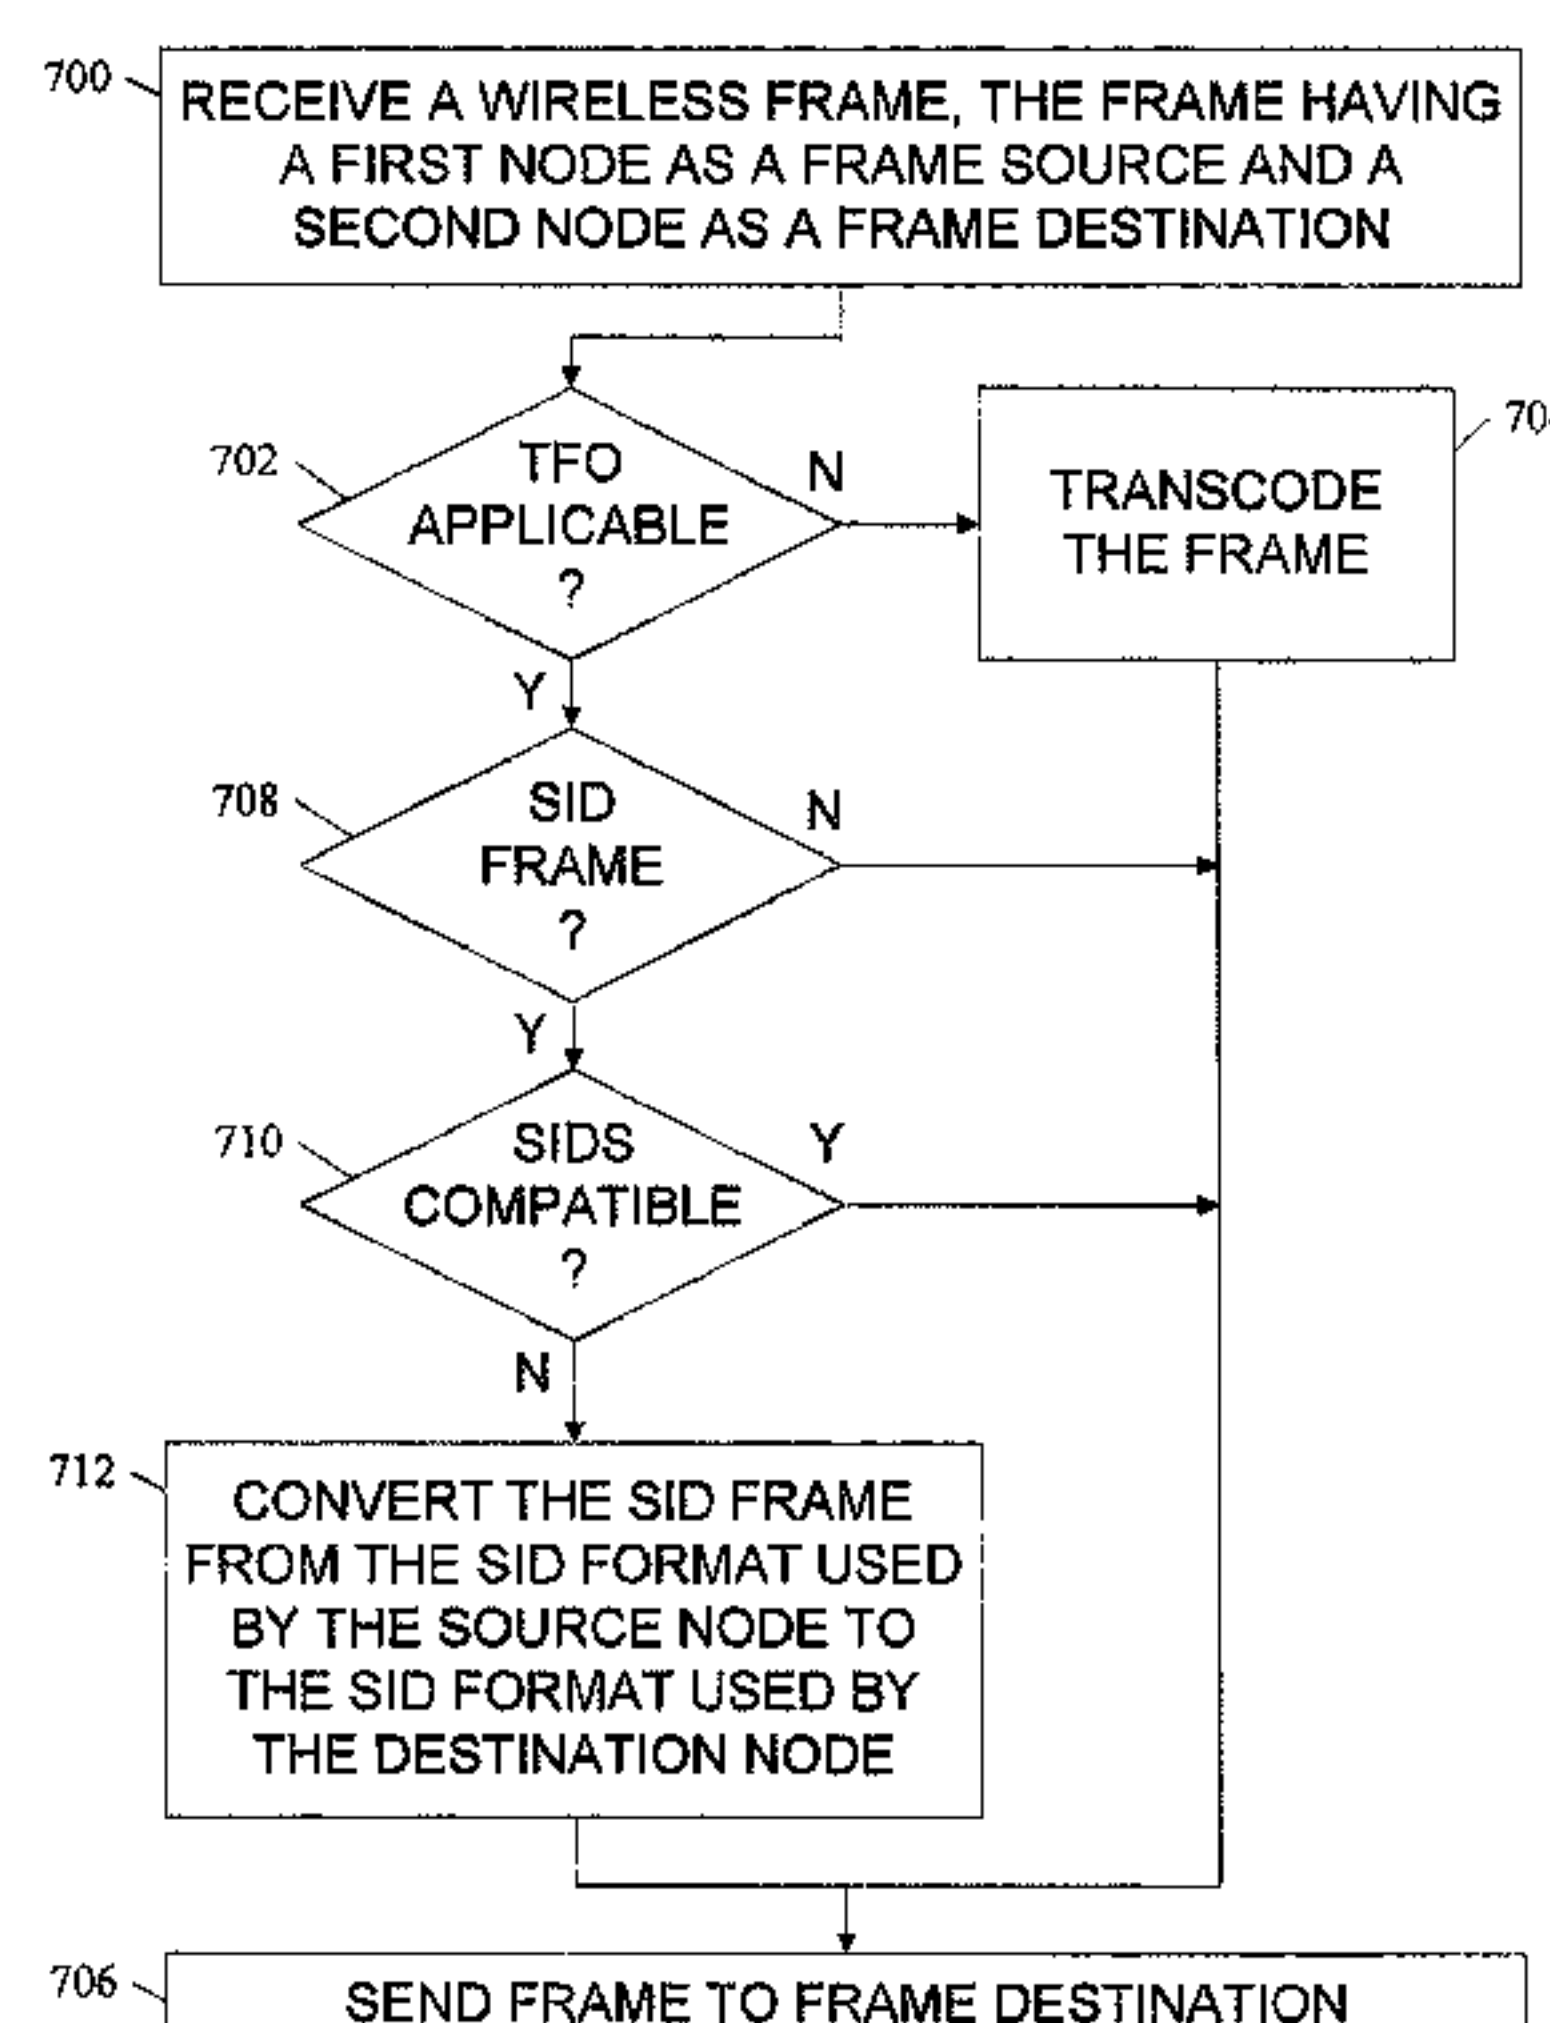 700
RECEIVE A WIRELESS FRAME, THE FRAME HAVING
A FIRST NODE AS A FRAME SOURCE AND A
SECOND NODE AS A FRAME DESTINATION
702
TFO
APPLICABLE
?
N
Y
TRANSCODE
THE FRAME
708
SID
FRAME
?
N
Y
710
SIDS
COMPATIBLE
?
Y
N
712
CONVERT THE SID FRAME
FROM THE SID FORMAT USED
BY THE SOURCE NODE TO
THE SID FORMAT USED BY
THE DESTINATION NODE
706
SEND FRAME TO FRAME DESTINATION